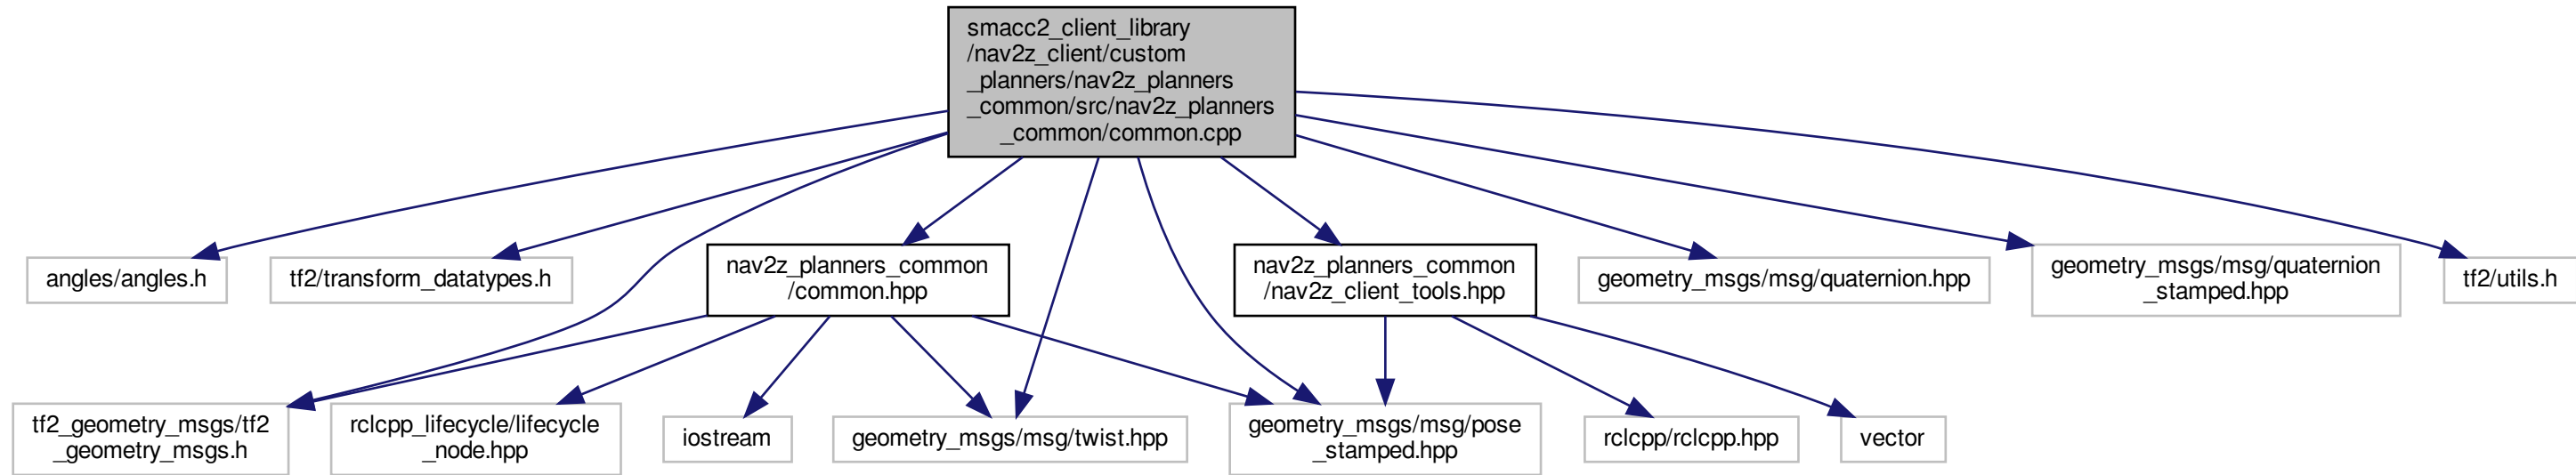 smacc2_client_library
/nav2z_client/custom
_planners/nav2z_planners
_common/src/nav2z_planners
_common/common.cpp
angles/angles.h
tf2/transform_datatypes.h
nav2z_planners_common
/common.hpp
nav2z_planners_common
/nav2z_client_tools.hpp
geometry_msgs/msg/quaternion.hpp
geometry_msgs/msg/quaternion
_stamped.hpp
tf2/utils.h
tf2_geometry_msgs/tf2
_geometry_msgs.h
rclcpp_lifecycle/lifecycle
_node.hpp
iostream
geometry_msgs/msg/twist.hpp
geometry_msgs/msg/pose
_stamped.hpp
rclcpp/rclcpp.hpp
vector